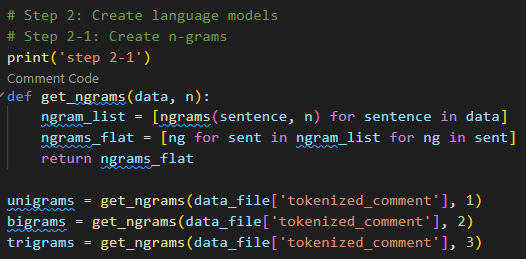 # Step 2: Create language models
# Step 2-1: Create n-grams
print('step 2-1')
Comment Code
def get_ngrams(data, n):
    ngram_list = [ngrams(sentence, n) for sentence in data]
    ngrams_flat = [ng for sent in ngram_list for ng in sent]
    return ngrams_flat

unigrams = get_ngrams(data_file['tokenized_comment'], 1)
bigrams = get_ngrams(data_file['tokenized_comment'], 2)
trigrams = get_ngrams(data_file['tokenized_comment'], 3)